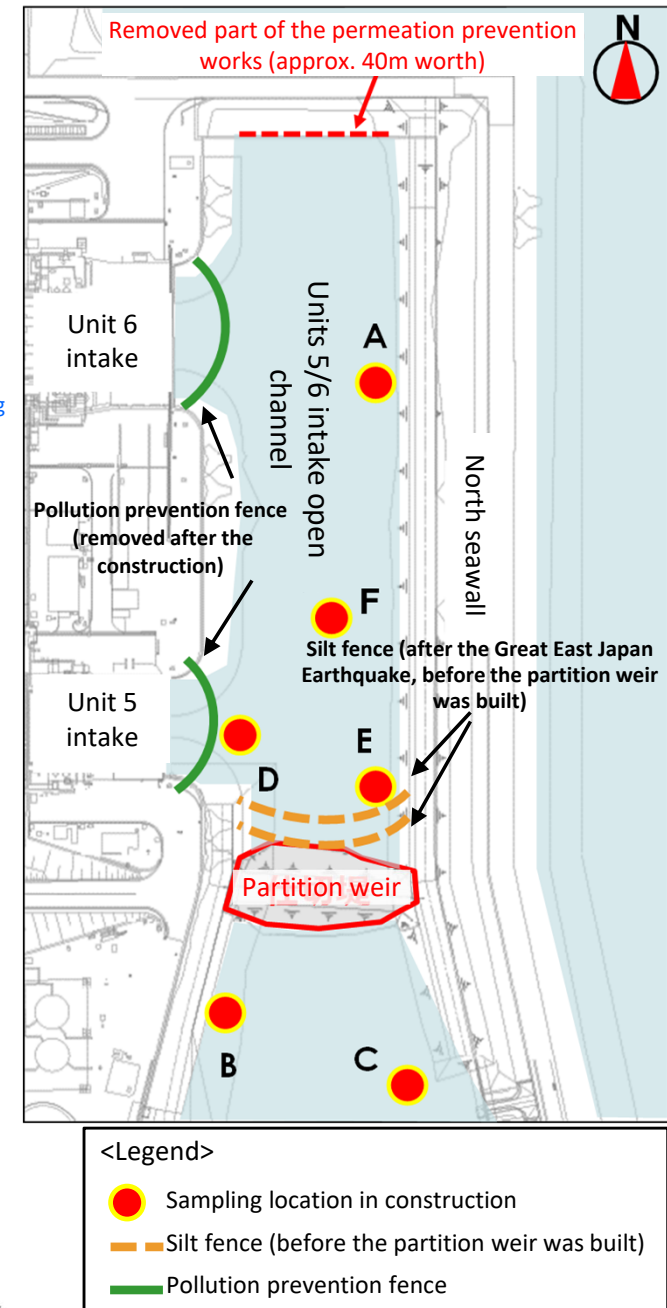 Removed part of the permeation prevention
works (approx. 40m worth)
N
Unit 6
intake
Units 5/6 intake open
channel
A
g
North seawall
Pollution prevention fence
(removed after the
construction)
F
Silt fence (after the Great East Japan
Earthquake, before the partition weir
was built)
Unit 5
intake
E
D
Partition weir
B
C
<Legend>
Sampling location in construction
Silt fence (before the partition weir was built)
Pollution prevention fence